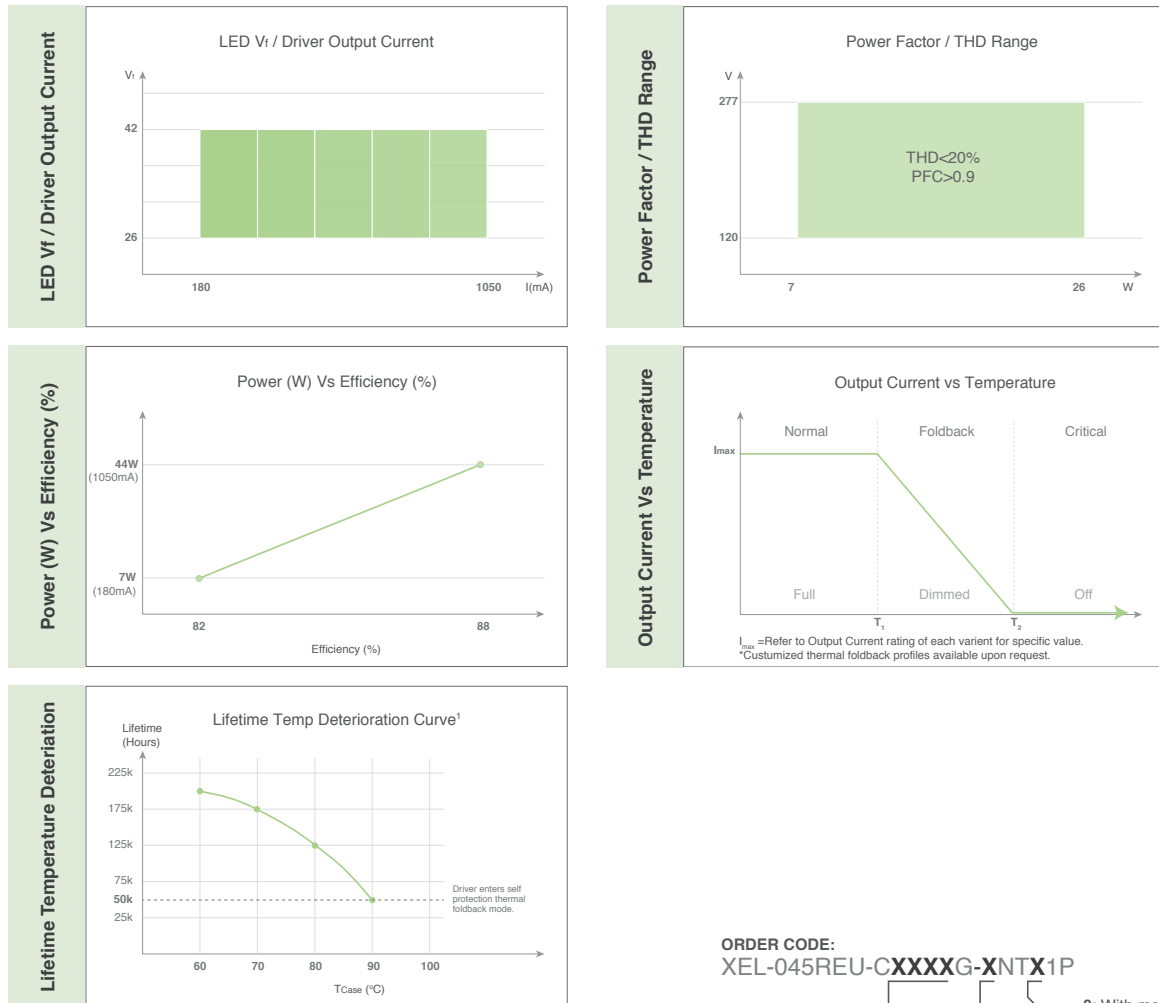 LED Vf / Driver Output Current
LED Vf / Driver Output Current
Vf
42
26
180
1050
I(mA)
Power Factor / THD Range
Power Factor / THD Range
V
277
THD<20%
PFC>0.9
120
7
26
W
Power (W) Vs Efficiency (%)
Power (W) Vs Efficiency (%)
44W
(1050mA)
7W
(180mA)
82
88
Efficiency (%)
Output Current Vs Temperature
Output Current vs Temperature
Normal
Foldback
Critical
Imax
Full
Dimmed
Off
T1
T2
Imax =Refer to Output Current rating of each varient for specific value.
*Custumized thermal foldback profiles available upon request.
Lifetime Temperature Deteriation
Lifetime Temp Deterioration Curve1
Lifetime
(Hours)
225k
175k
125k
75k
50k
25k
Driver enters self
protection thermal
foldback mode.
60
70
80
90
100
TCase (ºC)
ORDER CODE:
XEL-045REU-CXXXXG-XNTX1P
0: With